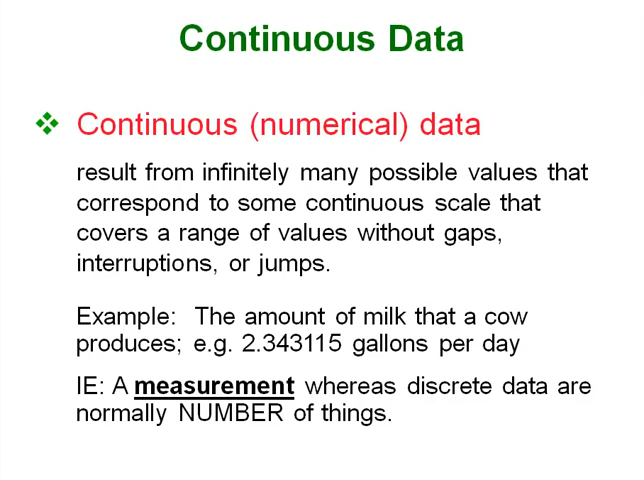 Continuous Data
Continuous (numerical) data
result from infinitely many possible values that
correspond to some continuous scale that
covers a range of values without gaps,
interruptions, or jumps.
Example: The amount of milk that a cow
produces; e.g. 2.343115 gallons per day
IE: A measurement whereas discrete data are
normally NUMBER of things.